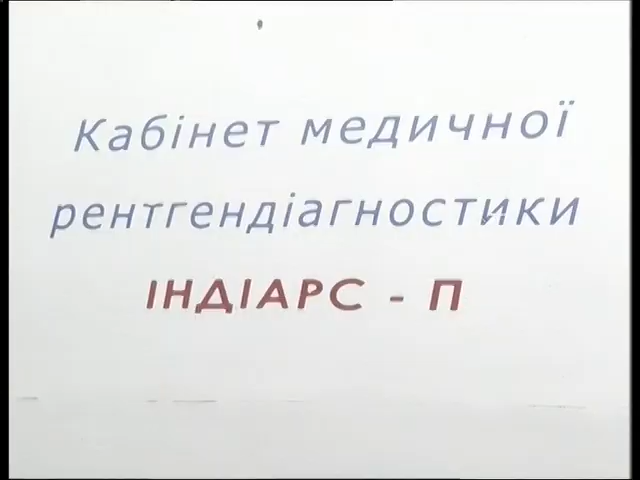 Кабінет медичної
рентгендіагностики
ІНДІАРС - П